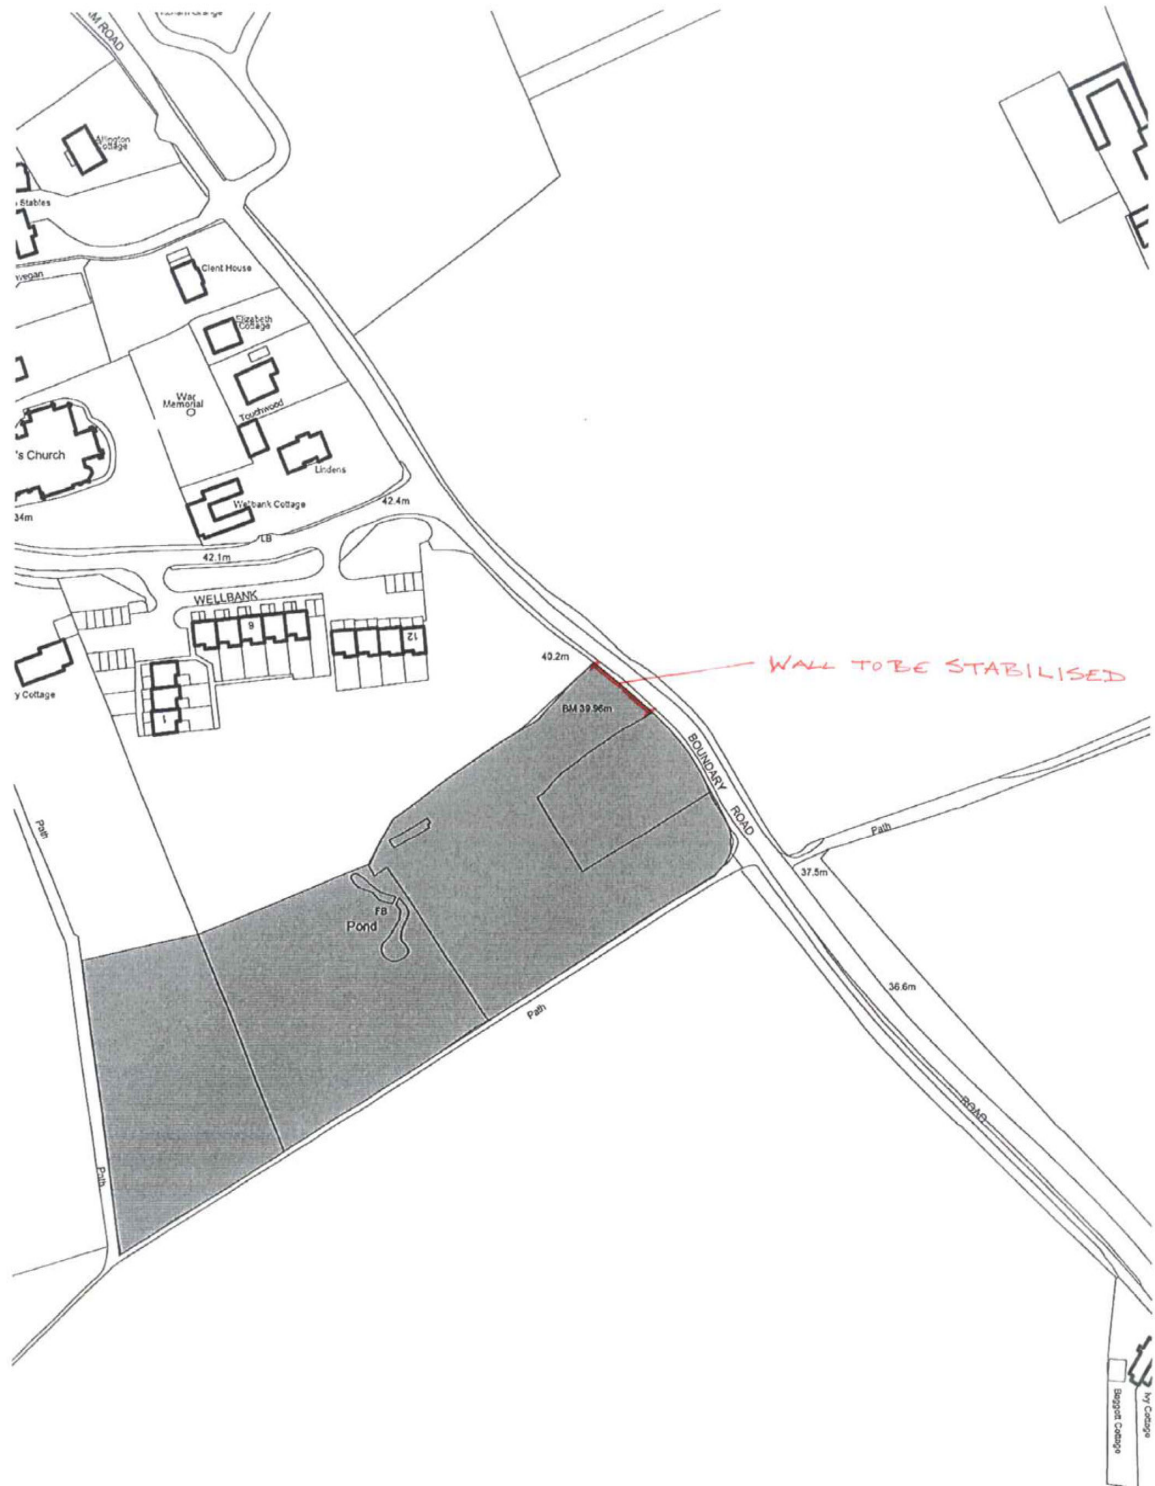 M ROAD
Allington
Cottage
Stables
Clent House
Elizabeth
Cottage
War
Memorial
Touchwood
's Church
Lindens
Wellbank Cottage
42.4m
34m
LB
42.1m
WELLBANK
6
12
y Cottage
1
40.2m
WALL TO BE STABILISED
BM 39.96m
BOUNDARY ROAD
Path
Path
37.5m
FB
Pond
36.6m
Path
ROAD
Path
Baggott Cottage
Ivy Cottage